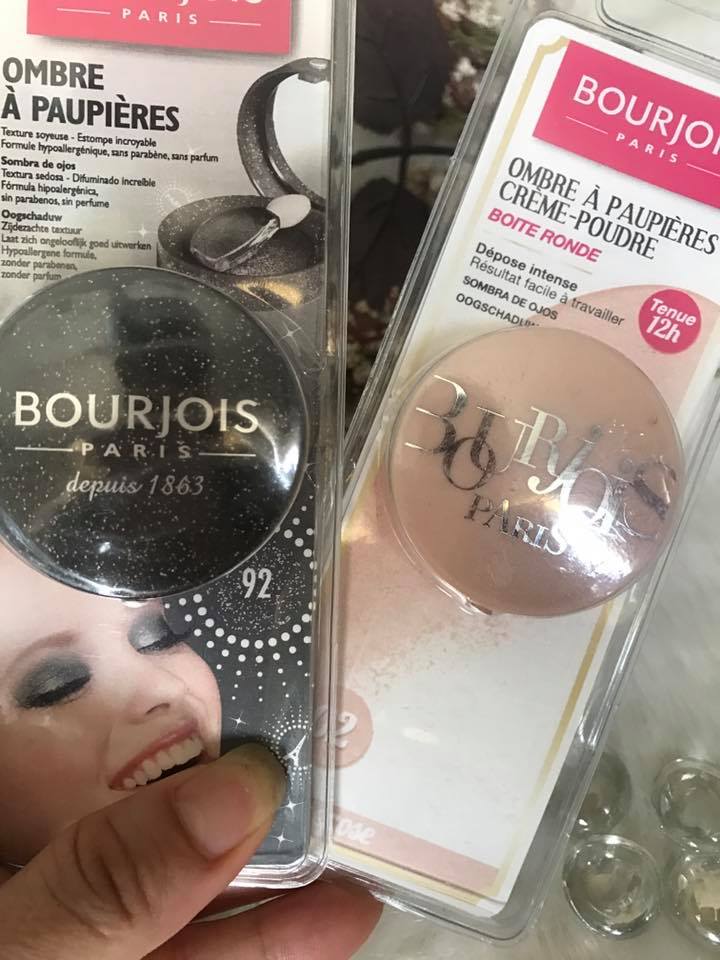 PARIS
OMBRE
À PAUPIÈRES
Texture soyeuse - Estompe incroyable
Formule hypoallergénique, sans parabène, sans parfum
Sombra de ojos
Textura sedosa - Difuminado increíble
Fórmula hipoalergénica,
sin parabenos, sin perfume
Oogschaduw
Zijdezachte textuur
Laat zich ongelooflijk goed uitwerken
Hypoallergene formule,
zonder parabenen,
zonder parfum
BOURJOIS
PARIS
depuis 1863
92
BOURJOI
PARIS
OMBRE À PAUPIÈRES
CRÈME-POUDRE
BOITE RONDE
Dépose intense
Résultat facile à travailler
SOMBRA DE OJOS
Tenue
12h
BOURJOIS
PARIS
02